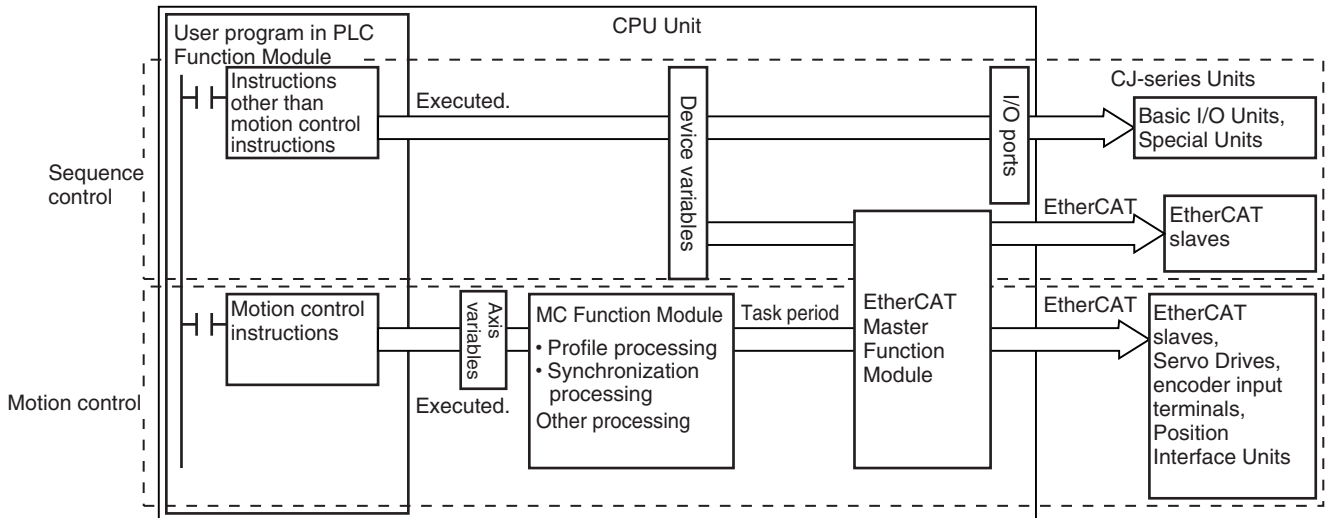 CPU Unit
User program in PLC
Function Module
Sequence
control
Instructions
other than
motion control
instructions
Executed.
Device variables
I/O ports
CJ-series Units
Basic I/O Units,
Special Units
EtherCAT
EtherCAT
slaves
Motion control
Motion control
instructions
Executed.
Axis
variables
MC Function Module
• Profile processing
• Synchronization
processing
Other processing
Task period
EtherCAT
Master
Function
Module
EtherCAT
EtherCAT
slaves,
Servo Drives,
encoder input
terminals,
Position
Interface Units